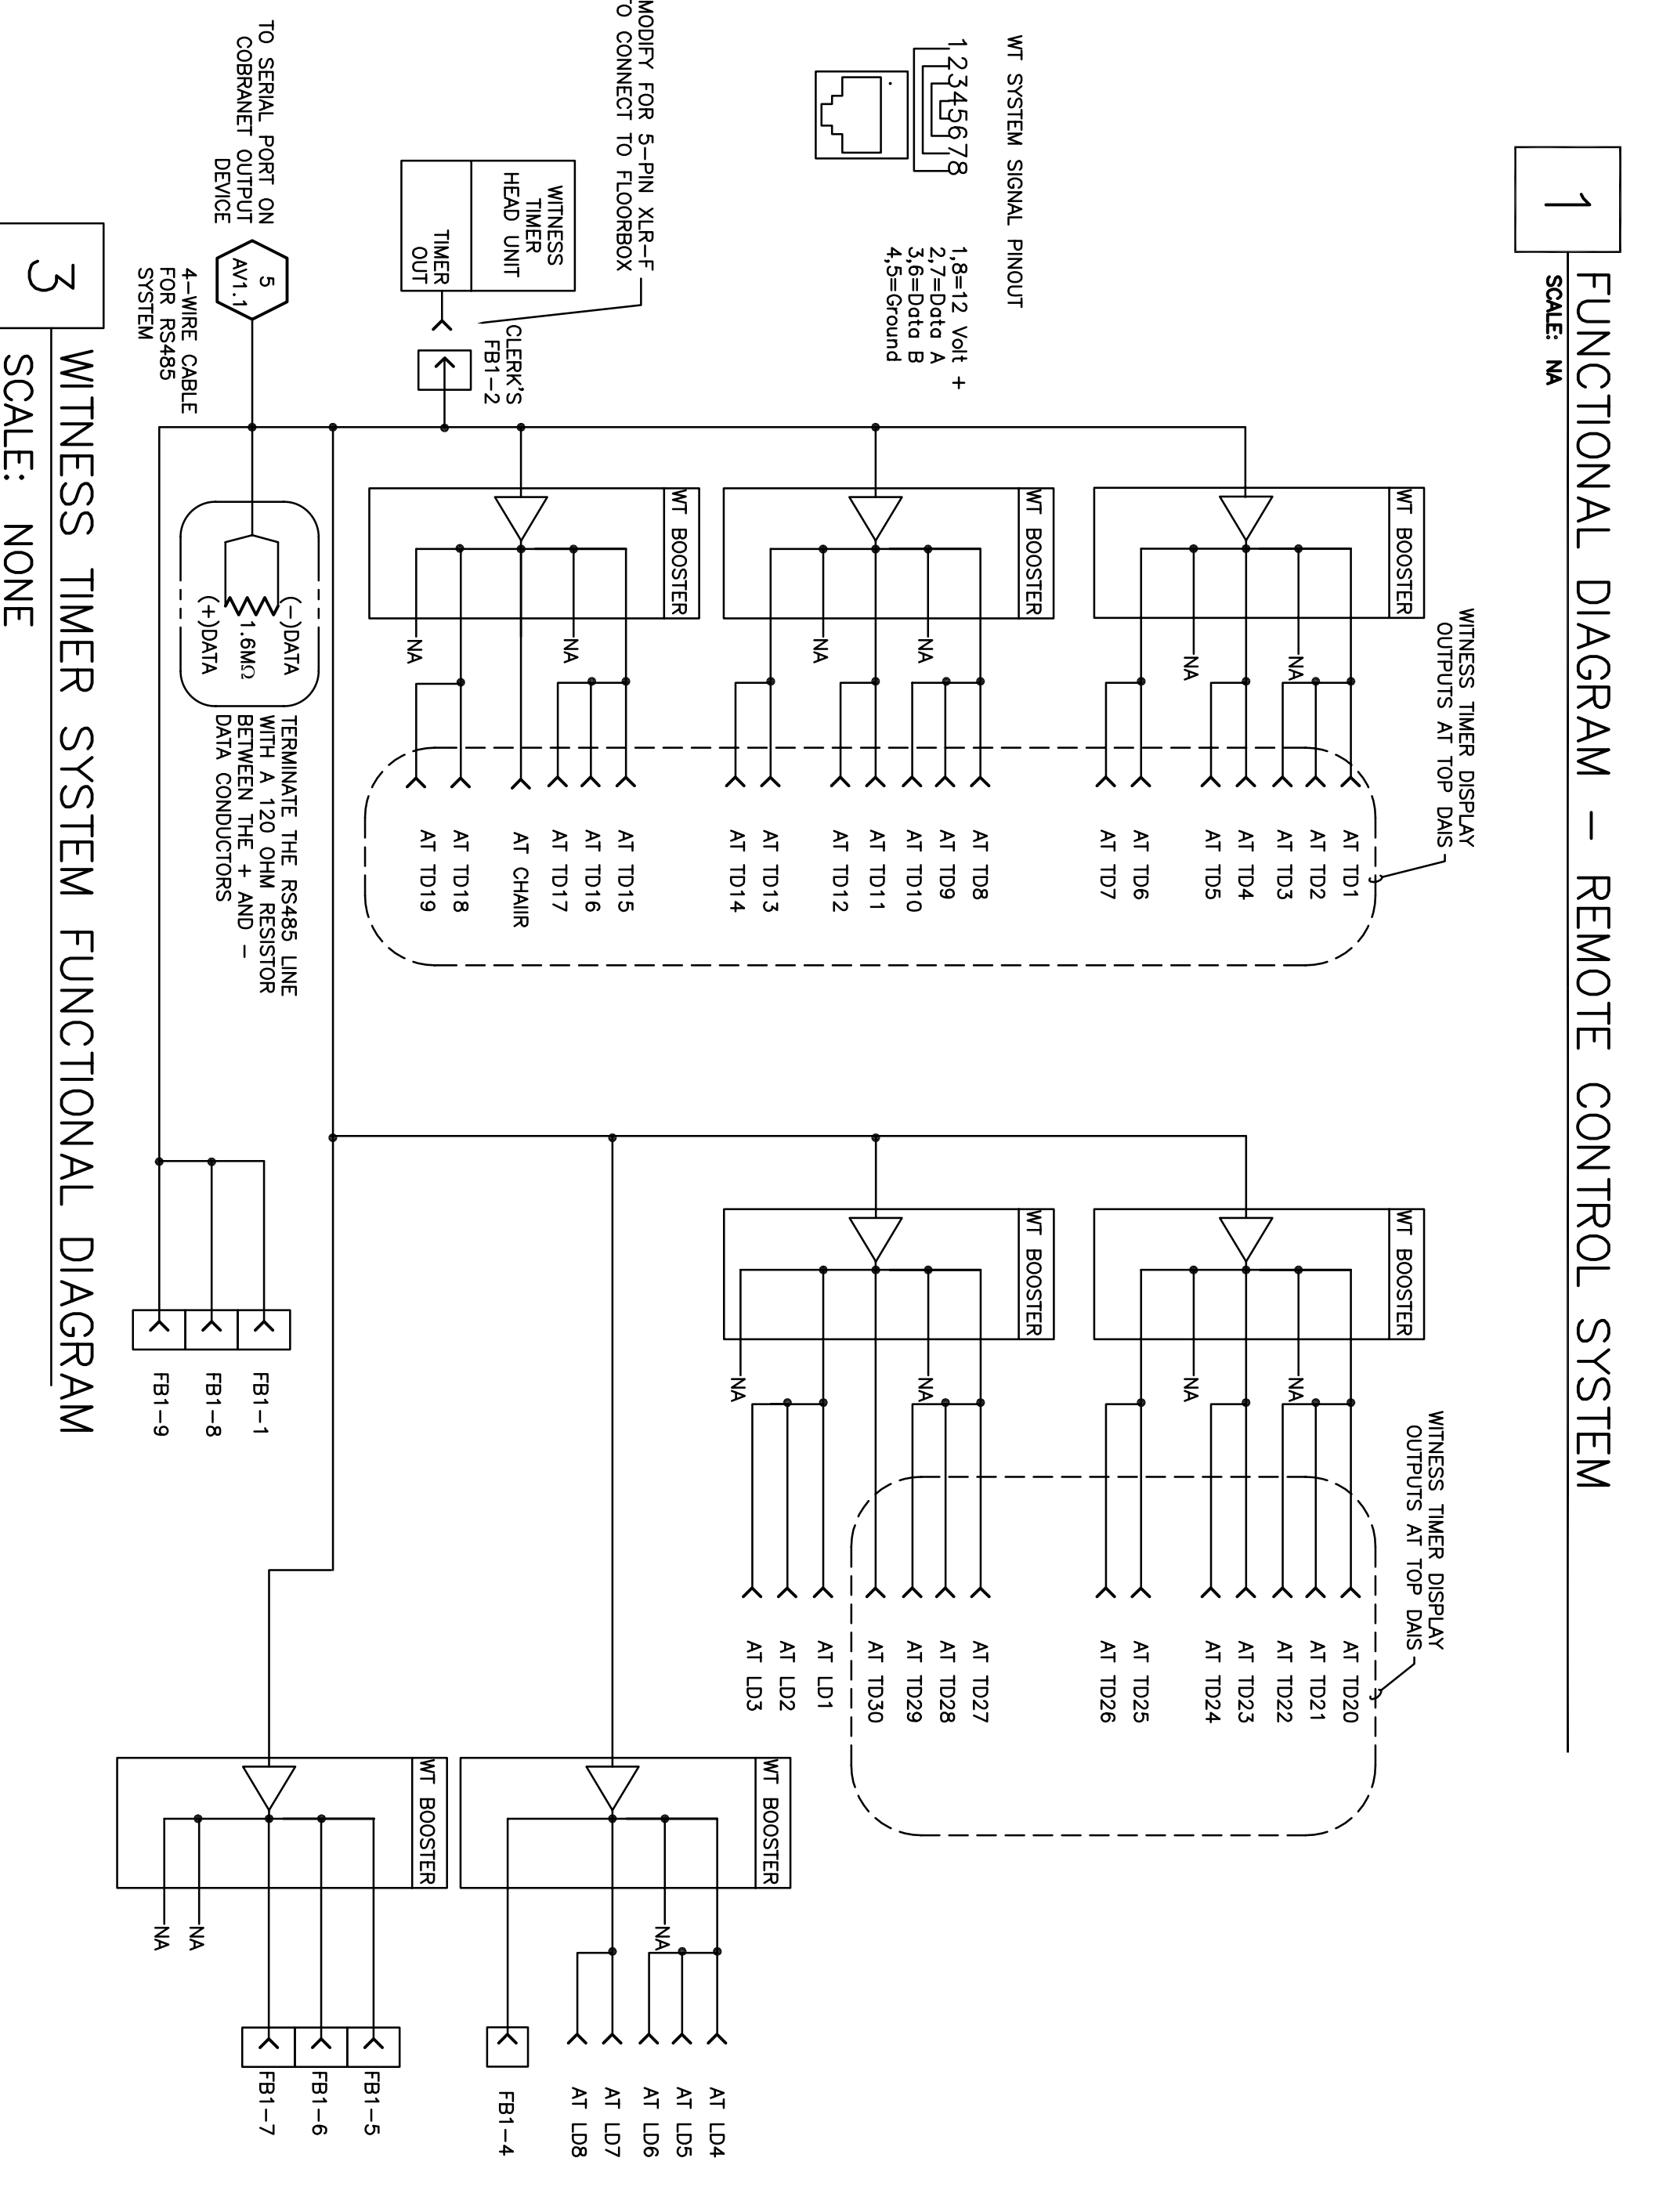 1
FUNCTIONAL DIAGRAM – REMOTE CONTROL SYSTEM
SCALE: NA
WT SYSTEM SIGNAL PINOUT
12345678
1,8=12 Volt +
2,7=Data A
3,6=Data B
4,5=Ground
MODIFY FOR 5-PIN XLR-F
TO CONNECT TO FLOORBOX
WITNESS
TIMER
HEAD UNIT
TIMER
OUT
CLERK'S
FB1-2
TO SERIAL PORT ON
COBRANET OUTPUT
DEVICE
5
AV1.1
4-WIRE CABLE
FOR RS485
SYSTEM
WITNESS TIMER DISPLAY
OUTPUTS AT TOP DAIS
WT BOOSTER
NA
NA
AT TD1
AT TD2
AT TD3
AT TD4
AT TD5
AT TD6
AT TD7
WT BOOSTER
NA
NA
AT TD8
AT TD9
AT TD10
AT TD11
AT TD12
AT TD13
AT TD14
WT BOOSTER
NA
NA
AT TD15
AT TD16
AT TD17
AT CHAIIR
AT TD18
AT TD19
(-)DATA
1.6MΩ
(+)DATA
TERMINATE THE RS485 LINE
WITH A 120 OHM RESISTOR
BETWEEN THE + AND -
DATA CONDUCTORS
WITNESS TIMER DISPLAY
OUTPUTS AT TOP DAIS
WT BOOSTER
NA
NA
AT TD20
AT TD21
AT TD22
AT TD23
AT TD24
AT TD25
AT TD26
WT BOOSTER
NA
NA
AT TD27
AT TD28
AT TD29
AT TD30
AT LD1
AT LD2
AT LD3
WT BOOSTER
NA
AT LD4
AT LD5
AT LD6
AT LD7
AT LD8
FB1-4
WT BOOSTER
NA
NA
FB1-5
FB1-6
FB1-7
FB1-1
FB1-8
FB1-9
3
WITNESS TIMER SYSTEM FUNCTIONAL DIAGRAM
SCALE: NONE